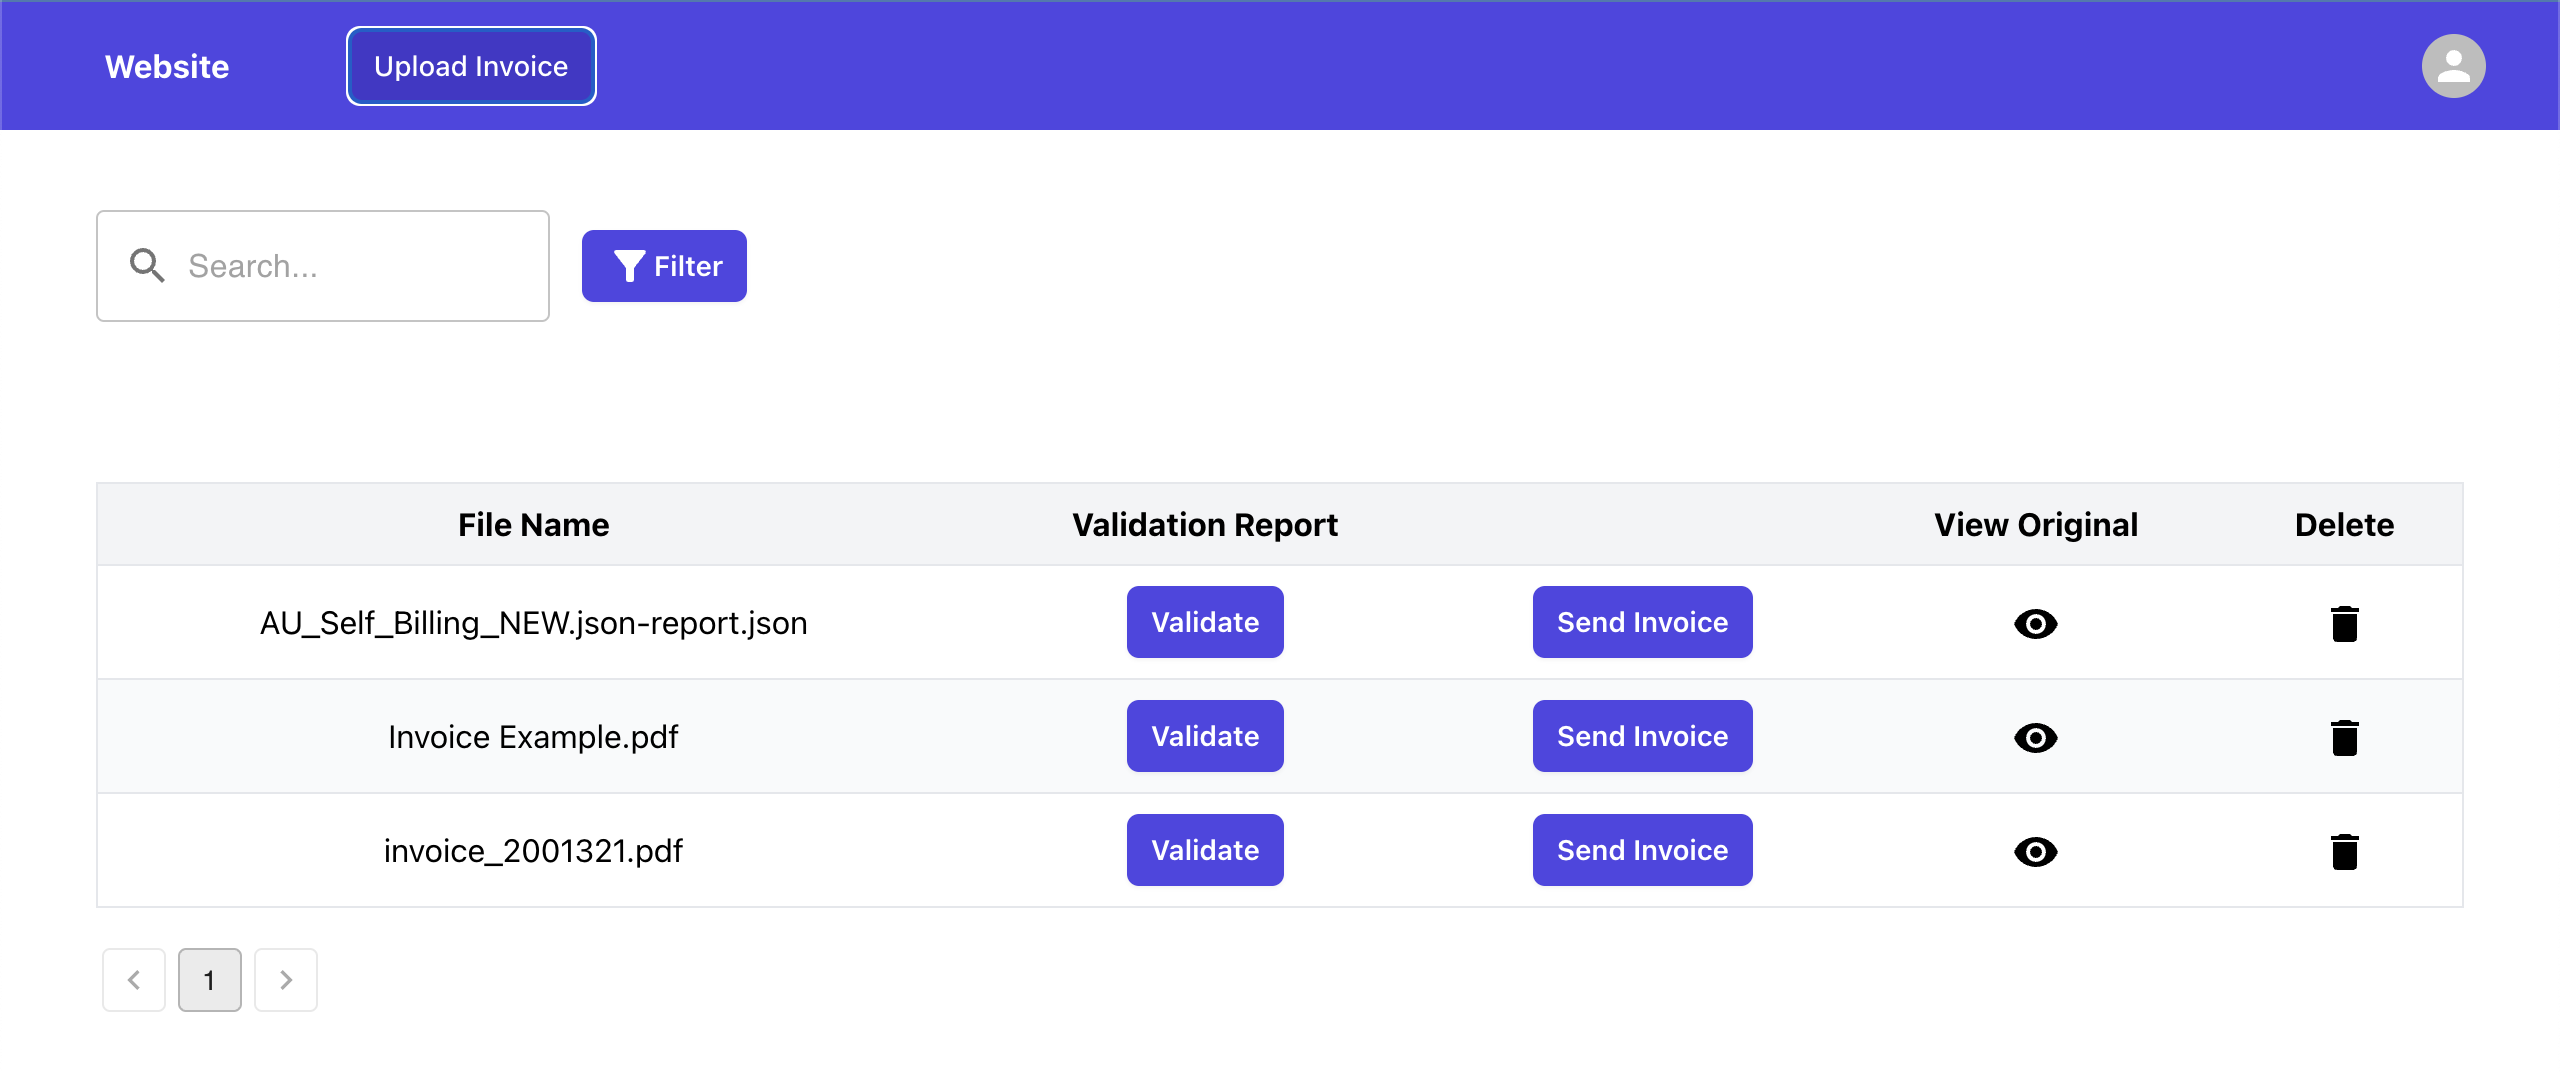 Website Upload Invoice
Search... Filter
File Name Validation Report View Original Delete
AU_Self_Billing_NEW.json-report.json Validate Send Invoice
Invoice Example.pdf Validate Send Invoice
invoice_2001321.pdf Validate Send Invoice
1